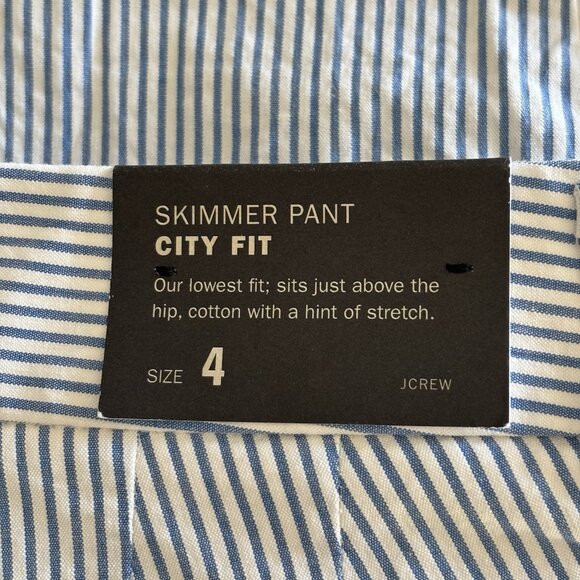 SKIMMER PANT
CITY FIT
Our lowest fit; sits just above the
hip, cotton with a hint of stretch.
SIZE 4
JCREW